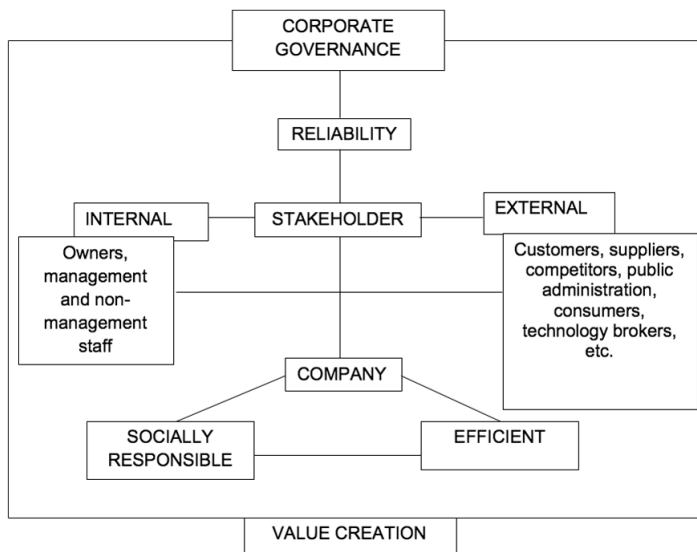 CORPORATE
GOVERNANCE
RELIABILITY
INTERNAL
STAKEHOLDER
EXTERNAL
Owners,
management
and non-
management
staff
Customers, suppliers,
competitors, public
administration,
consumers,
technology brokers,
etc.
COMPANY
SOCIALLY
RESPONSIBLE
EFFICIENT
VALUE CREATION